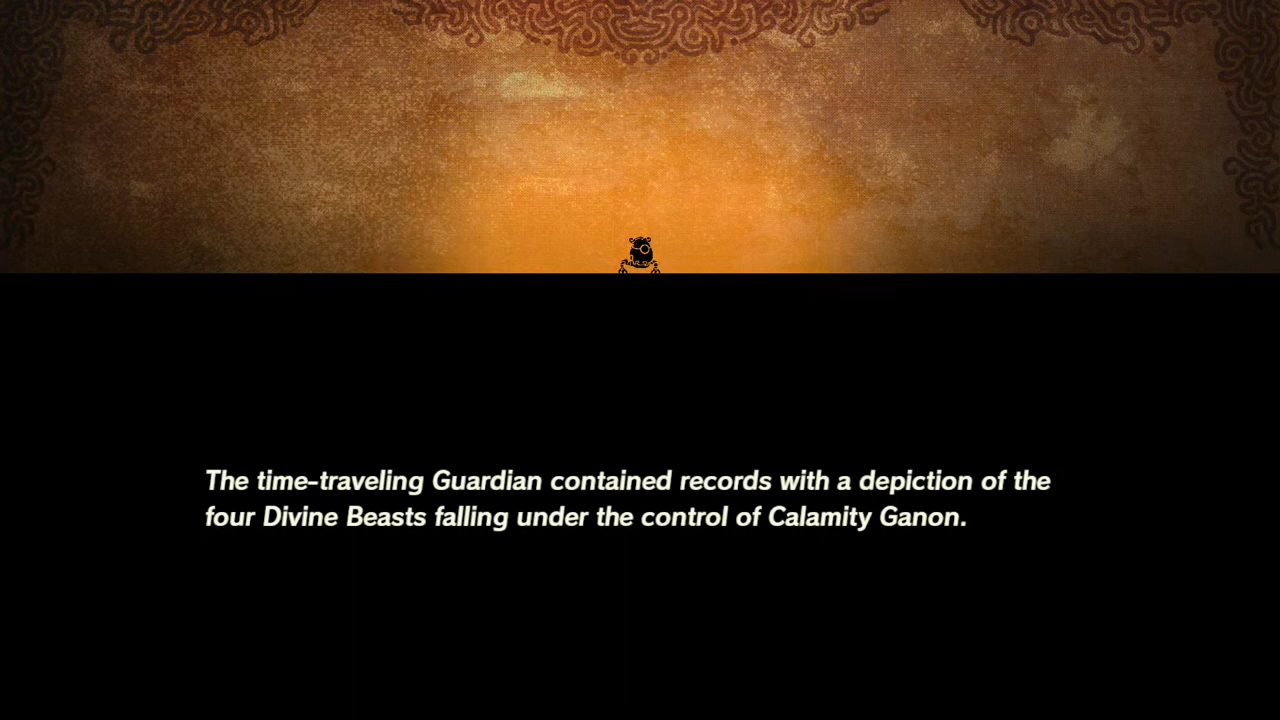 The time-traveling Guardian contained records with a depiction of the
four Divine Beasts falling under the control of Calamity Ganon.